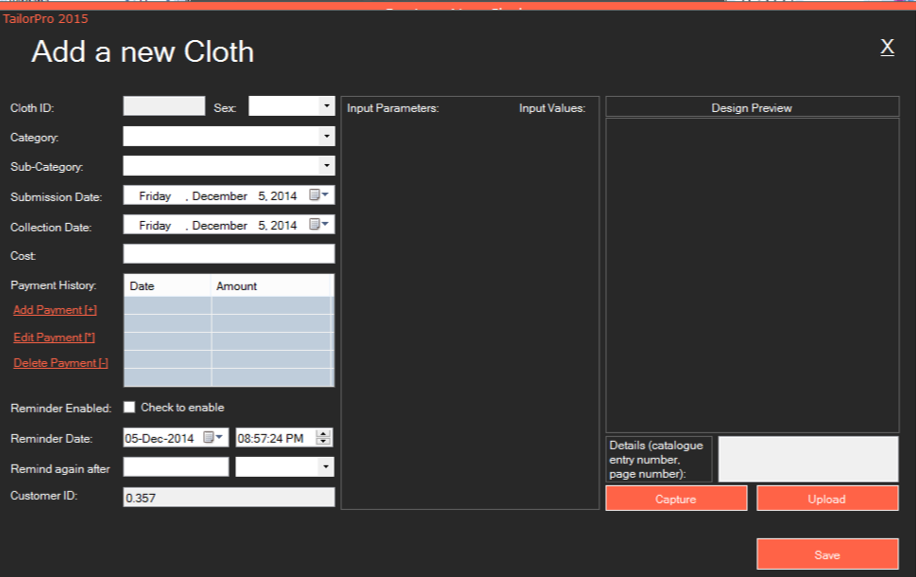 TailorPro 2015
Add a new Cloth
X
Cloth ID:
Sex:
Category:
Sub-Category:
Submission Date: Friday , December 5, 2014
Collection Date: Friday , December 5, 2014
Cost:
Payment History:
Date Amount
Add Payment [+]
Edit Payment [*]
Delete Payment [-]
Reminder Enabled: Check to enable
Reminder Date: 05-Dec-2014 08:57:24 PM
Remind again after
Customer ID: 0.357
Input Parameters: Input Values:
Design Preview
Details (catalogue
entry number,
page number):
Capture Upload
Save